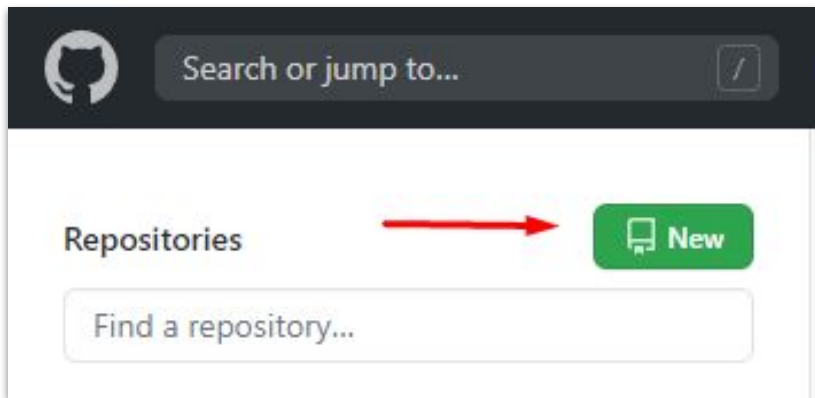 Search or jump to...
/
Repositories
New
Find a repository...